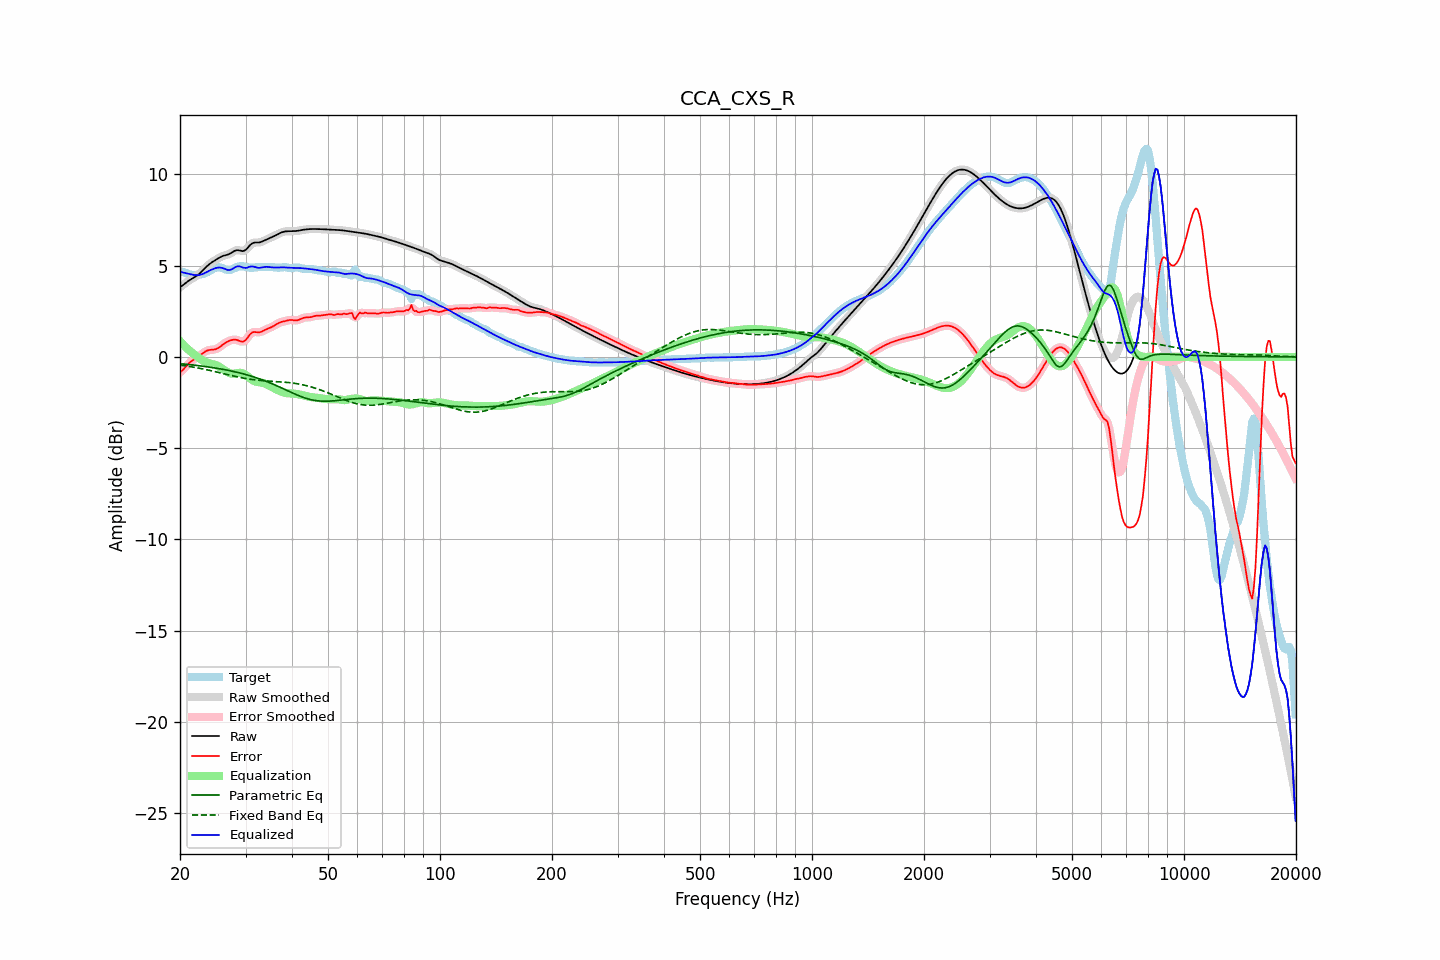 CCA_CXS_R
10
5
0
−5
−10
−15
−20
−25
Amplitude (dBr)
Target
Raw Smoothed
Error Smoothed
Raw
Error
Equalization
Parametric Eq
Fixed Band Eq
Equalized
20 50 100 200 500 1000 2000 5000 10000 20000
Frequency (Hz)